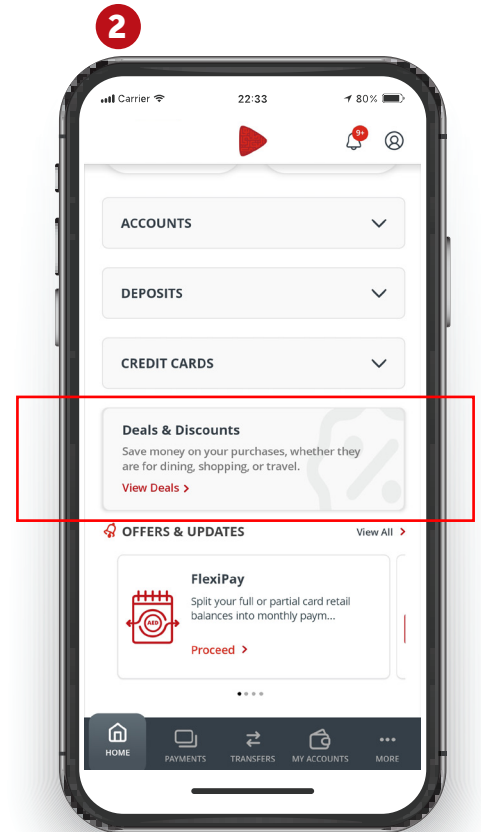 2
Carrier 22:33 80%
9+
ACCOUNTS
DEPOSITS
CREDIT CARDS
Deals & Discounts
Save money on your purchases, whether they
are for dining, shopping, or travel.
View Deals >
OFFERS & UPDATES View All >
FlexiPay
Split your full or partial card retail
balances into monthly paym...
AED
Proceed >
HOME PAYMENTS TRANSFERS MY ACCOUNTS MORE